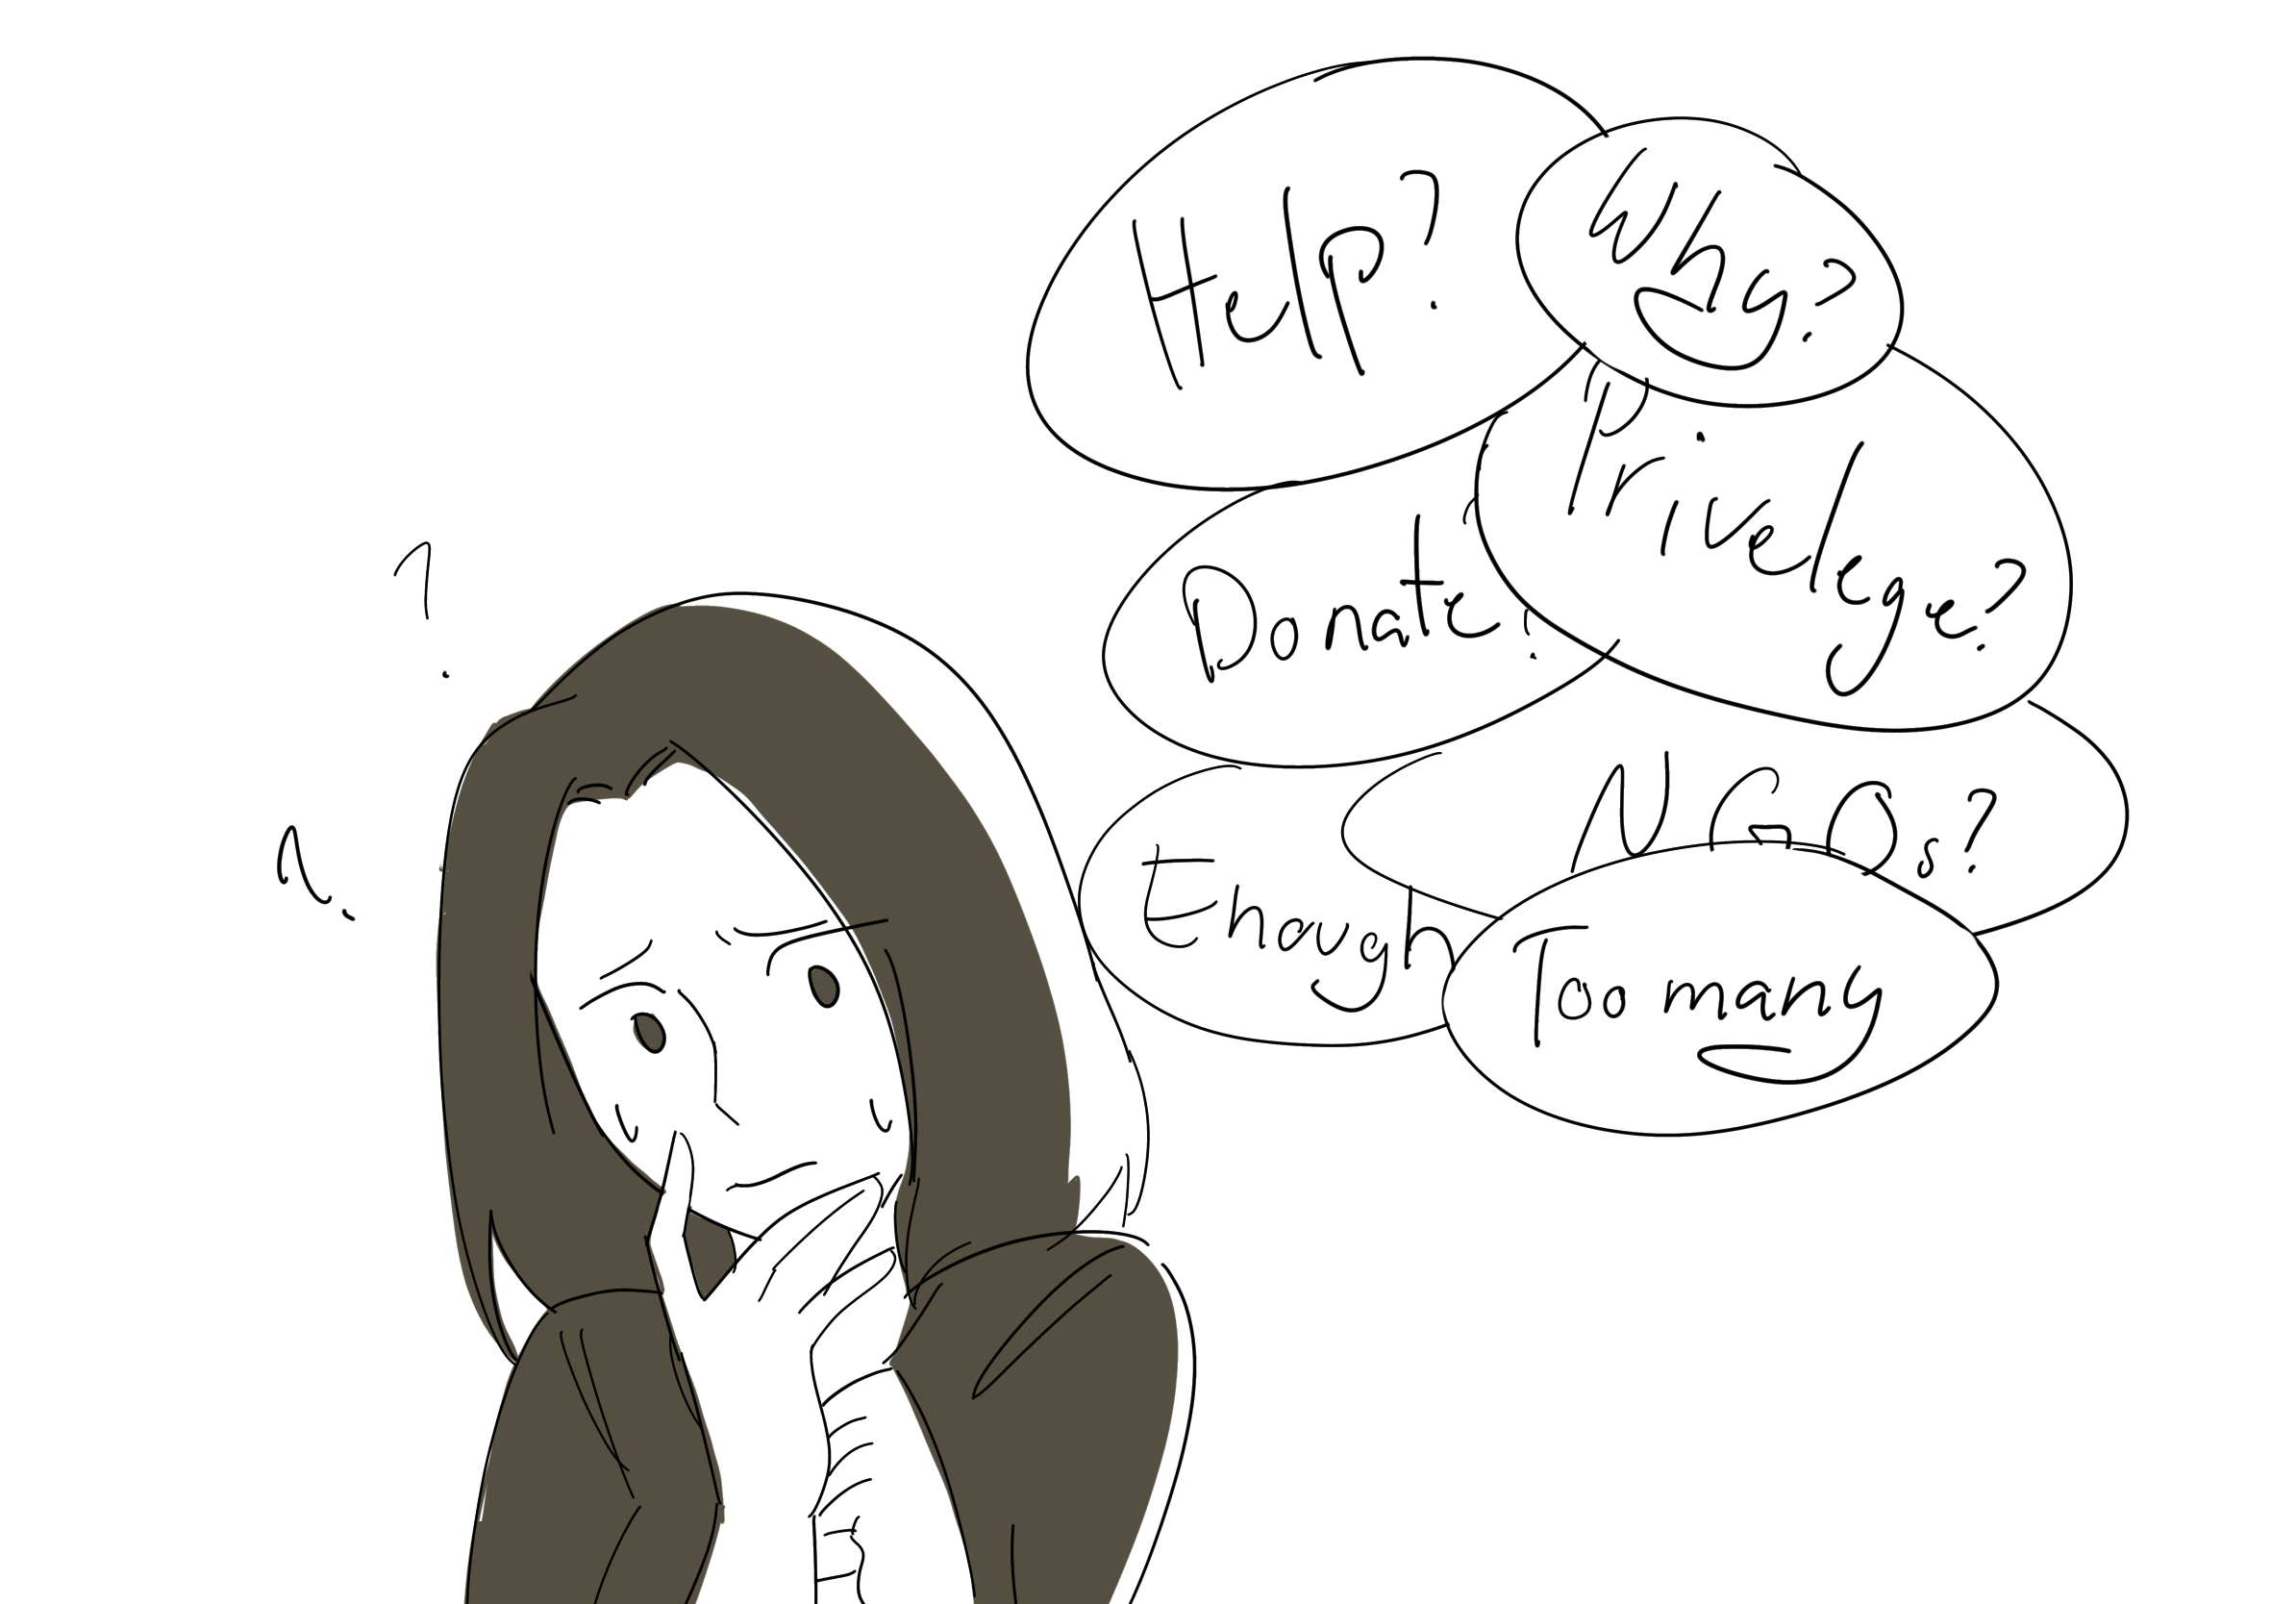 Help?
Why?
Privelege?
Donate!
NGOs?
Enough
Too many
?
?